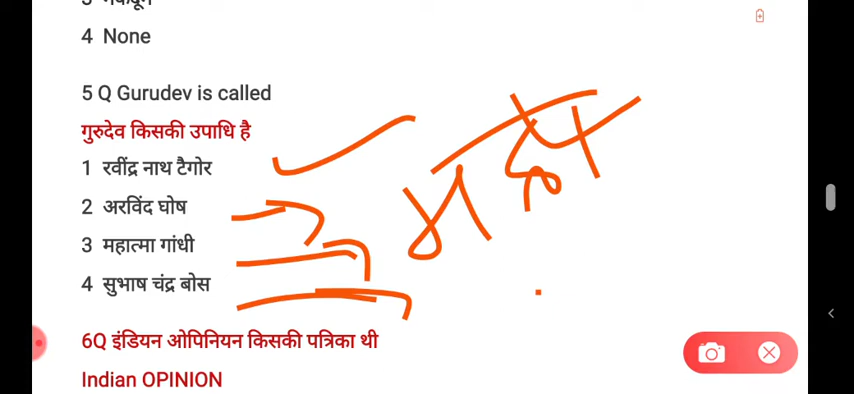 4 None
5 Q Gurudev is called
गुरुदेव किसकी उपाधि है
1 रवींद्र नाथ टैगोर
2 अरविंद घोष
3 महात्मा गांधी
4 सुभाष चंद्र बोस
6Q इंडियन ओपिनियन किसकी पत्रिका थी
Indian OPINION